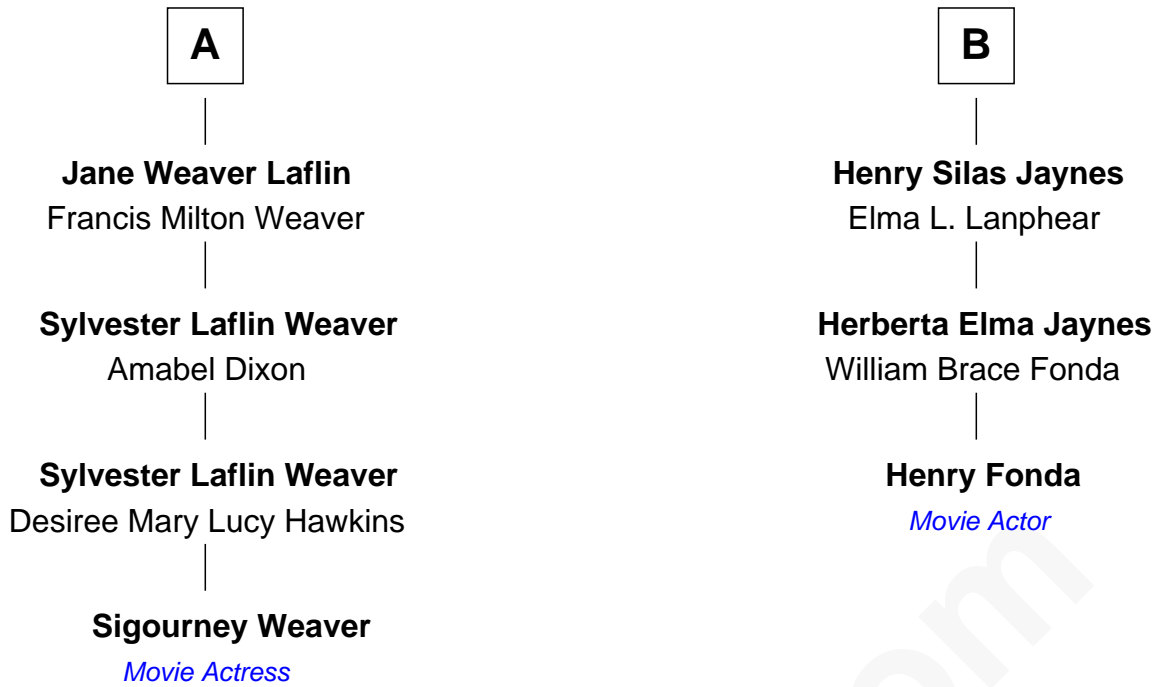 A
Jane Weaver Laflin
Francis Milton Weaver
Sylvester Laflin Weaver
Amabel Dixon
Sylvester Laflin Weaver
Desiree Mary Lucy Hawkins
Sigourney Weaver
Movie Actress
B
Henry Silas Jaynes
Elma L. Lanphear
Herberta Elma Jaynes
William Brace Fonda
Henry Fonda
Movie Actor
om